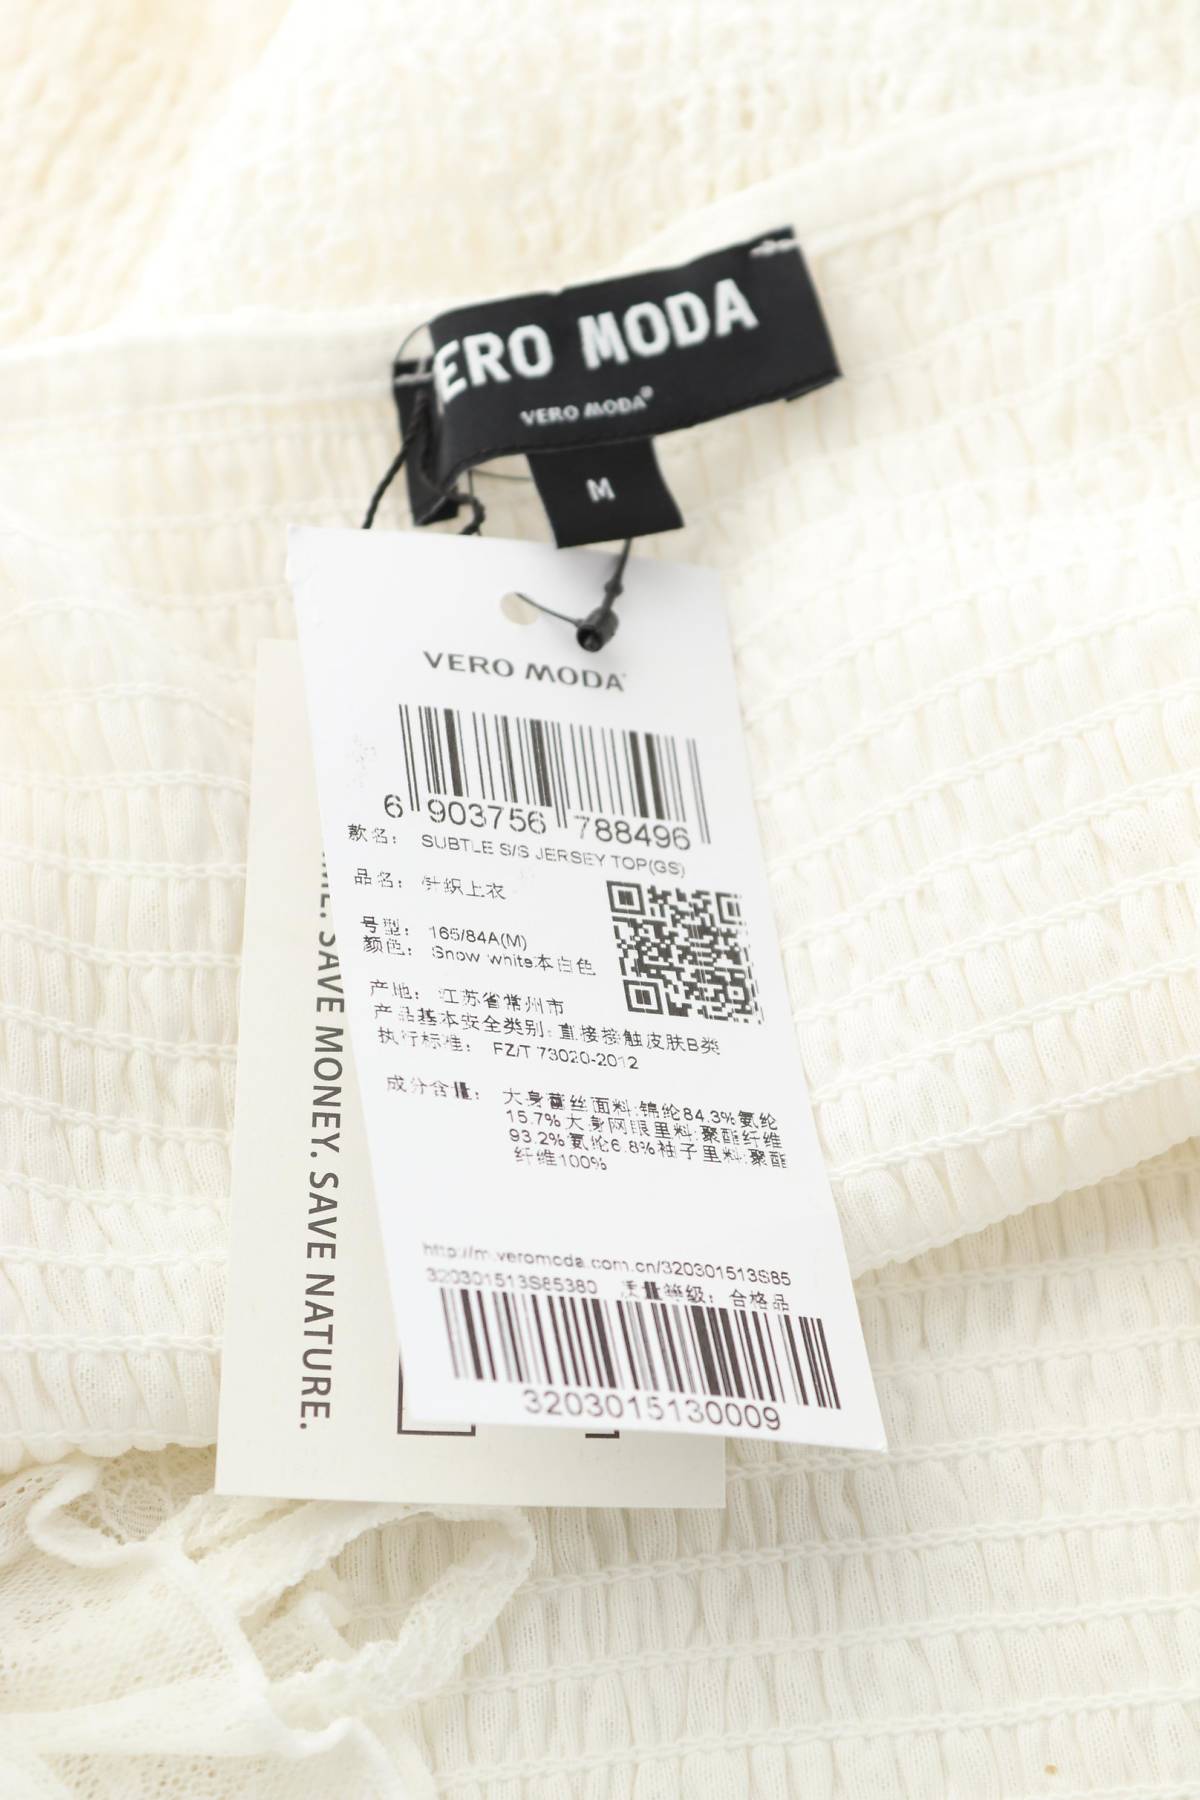 ERO MODA
VERO MODA®
M
VERO MODA
6 903756 788496
款名: SUBTLE S/S JERSEY TOP(GS)
品名: 针织上衣
号型: 165/84A(M)
颜色: Snow white本白色
产地: 江苏省常州市
产品基本安全类别: 直接接触皮肤B类
执行标准: FZ/T 73020-2012
成分含量: 大身蕾丝面料:锦纶84.3%氨纶
15.7%大身网眼里料:聚酯纤维
93.2%氨纶6.8%袖子里料:聚酯
纤维100%
http://m.veromoda.com.cn/320301513S85
320301513S85380 质量等级: 合格品
3203015130009
SAVE MONEY. SAVE NATURE.